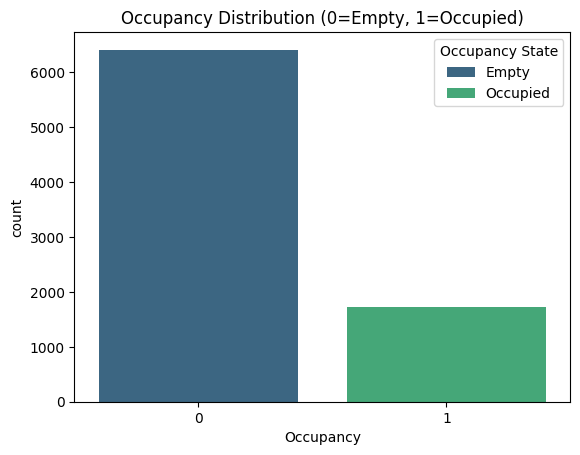 Occupancy Distribution (0=Empty, 1=Occupied)
Occupancy State
Empty
Occupied
6000
5000
4000
3000
2000
1000
0
count
0 1
Occupancy